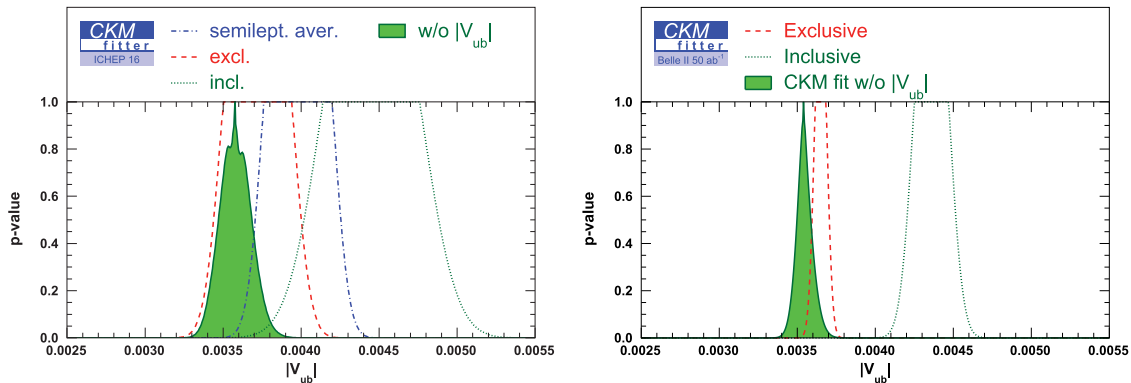 CKM
fitter
ICHEP 16
semilept. aver.
excl.
incl.
w/o |V_ub|
p-value
1.0
0.8
0.6
0.4
0.2
0.0
0.0025 0.0030 0.0035 0.0040 0.0045 0.0050 0.0055
|V_ub|
CKM
fitter
Belle II 50 ab⁻¹
Exclusive
Inclusive
CKM fit w/o |V_ub|
p-value
1.0
0.8
0.6
0.4
0.2
0.0
0.0025 0.0030 0.0035 0.0040 0.0045 0.0050 0.0055
|V_ub|